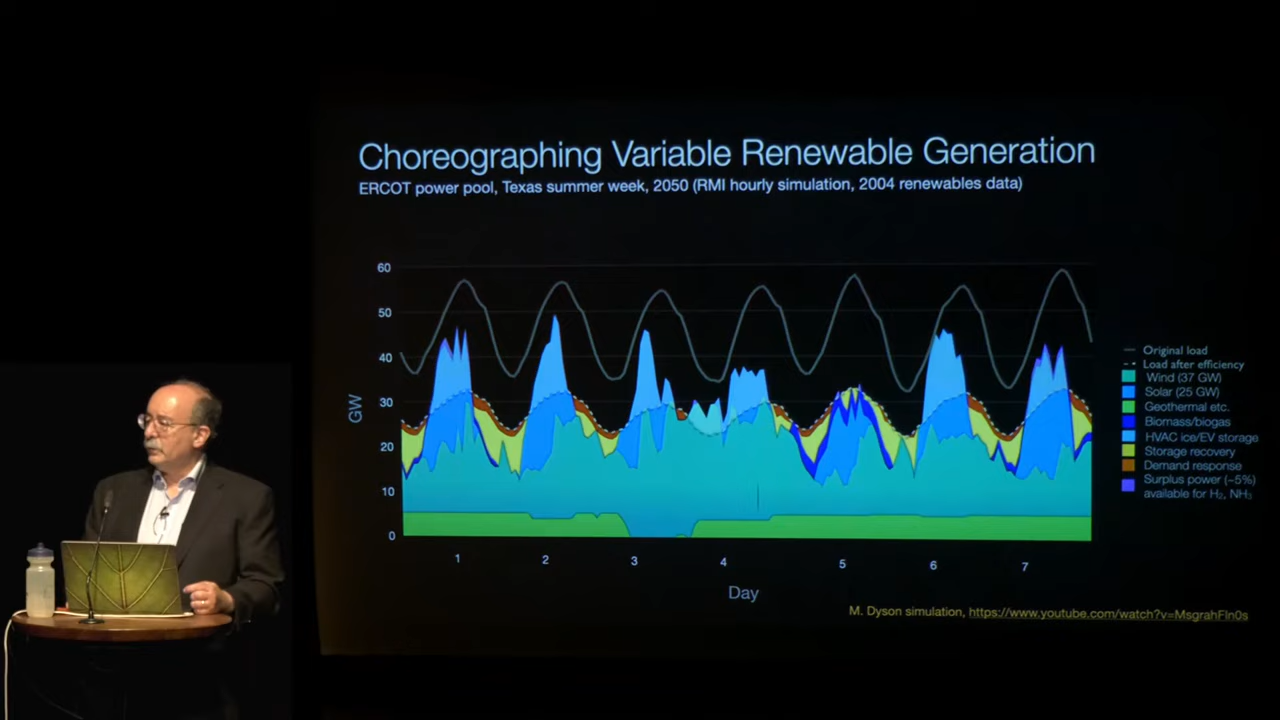 Choreographing Variable Renewable Generation
ERCOT power pool, Texas summer week, 2050 (RMI hourly simulation, 2004 renewables data)
60
50
40
30
20
10
0
GW
1 2 3 4 5 6 7
Day
Original load
Load after efficiency
Wind (37 GW)
Solar (25 GW)
Geothermal etc.
Biomass/biogas
HVAC ice/EV storage
Storage recovery
Demand response
Surplus power (~5%)
available for H₂, NH₃
M. Dyson simulation, https://www.youtube.com/watch?v=MsgrahFln0s